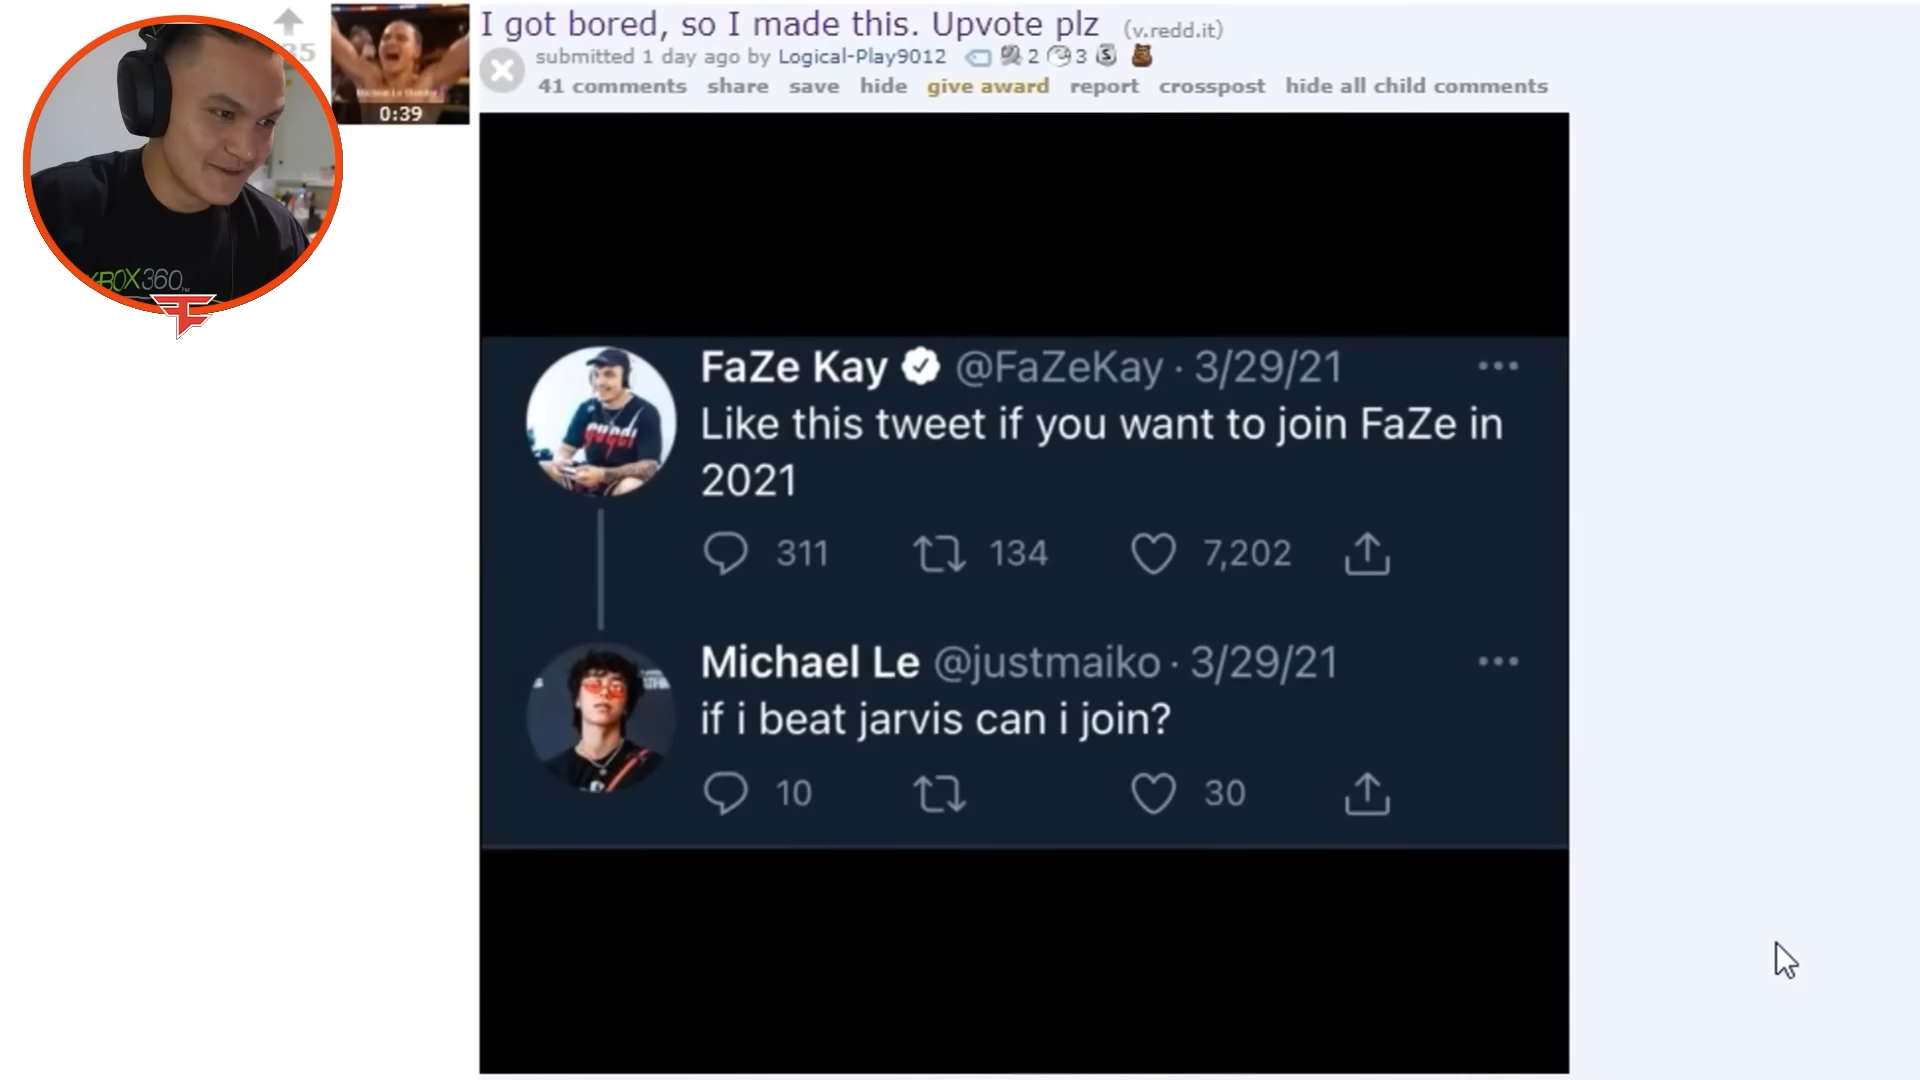 I got bored, so I made this. Upvote plz (v.redd.it)
submitted 1 day ago by Logical-Play9012 2 3
41 comments share save hide give award report crosspost hide all child comments
0:39
XBOX360
FaZe Kay @FaZeKay · 3/29/21
Like this tweet if you want to join FaZe in
2021
311 134 7,202
Michael Le @justmaiko · 3/29/21
if i beat jarvis can i join?
10 30